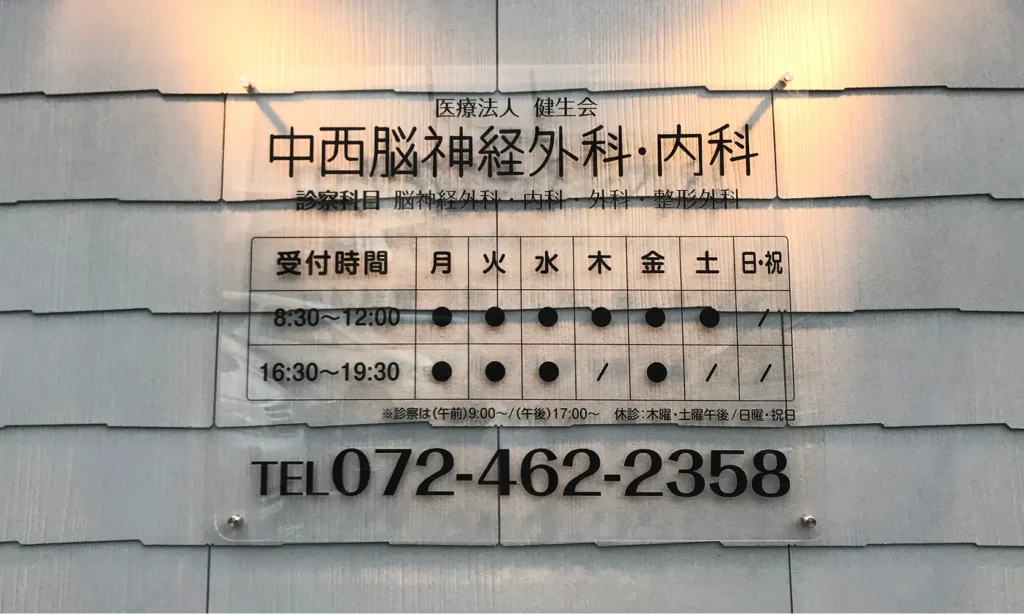 医療法人 健生会
中西脳神経外科・内科
診察科目 脳神経外科・内科・外科・整形外科
受付時間 月 火 水 木 金 土 日・祝
8:30〜12:00 ● ● ● ● ● ● /
16:30〜19:30 ● ● ● / ● / /
※診察は(午前)9:00〜/(午後)17:00〜 休診:木曜・土曜午後/日曜・祝日
TEL072-462-2358